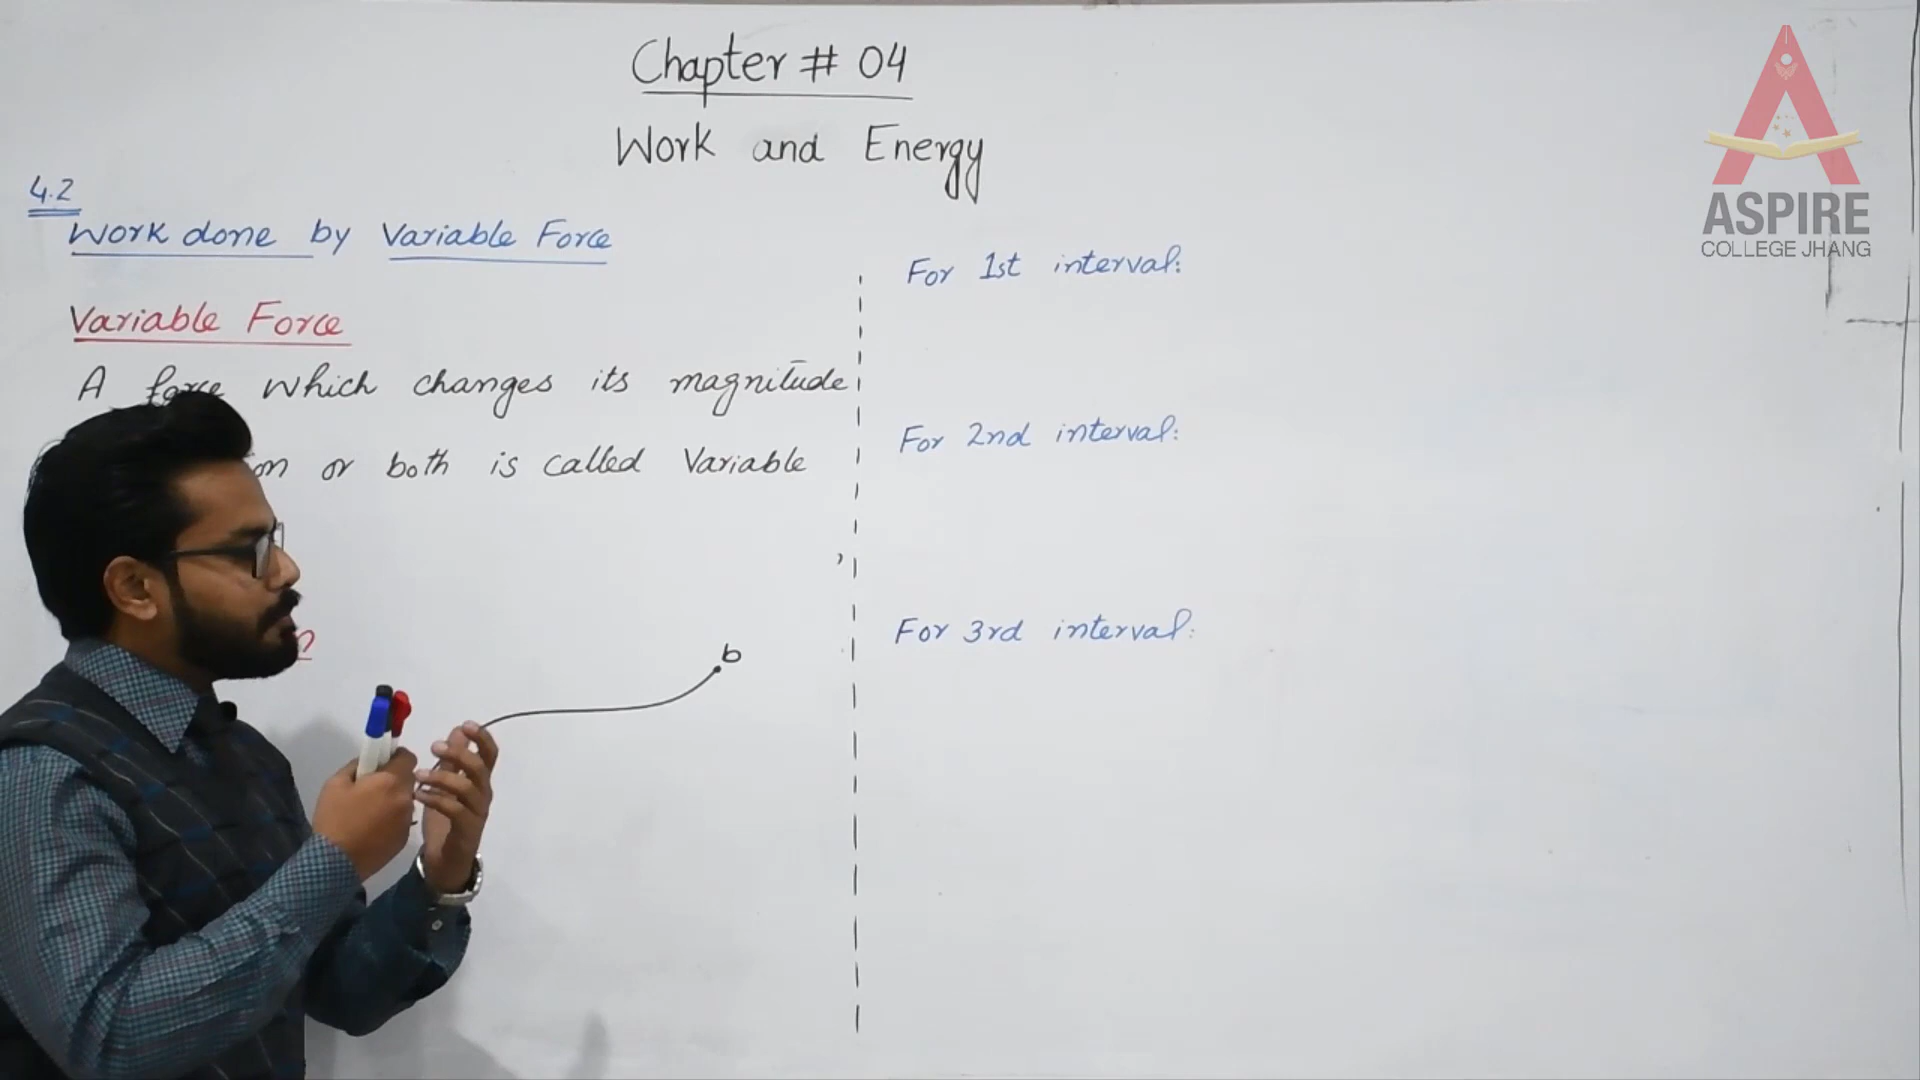 Chapter # 04
Work and Energy
4.2
Work done by Variable Force
Variable Force
A force which changes its magnitude
or both is called Variable
b
For 1st interval:
For 2nd interval:
For 3rd interval:
ASPIRE
COLLEGE JHANG